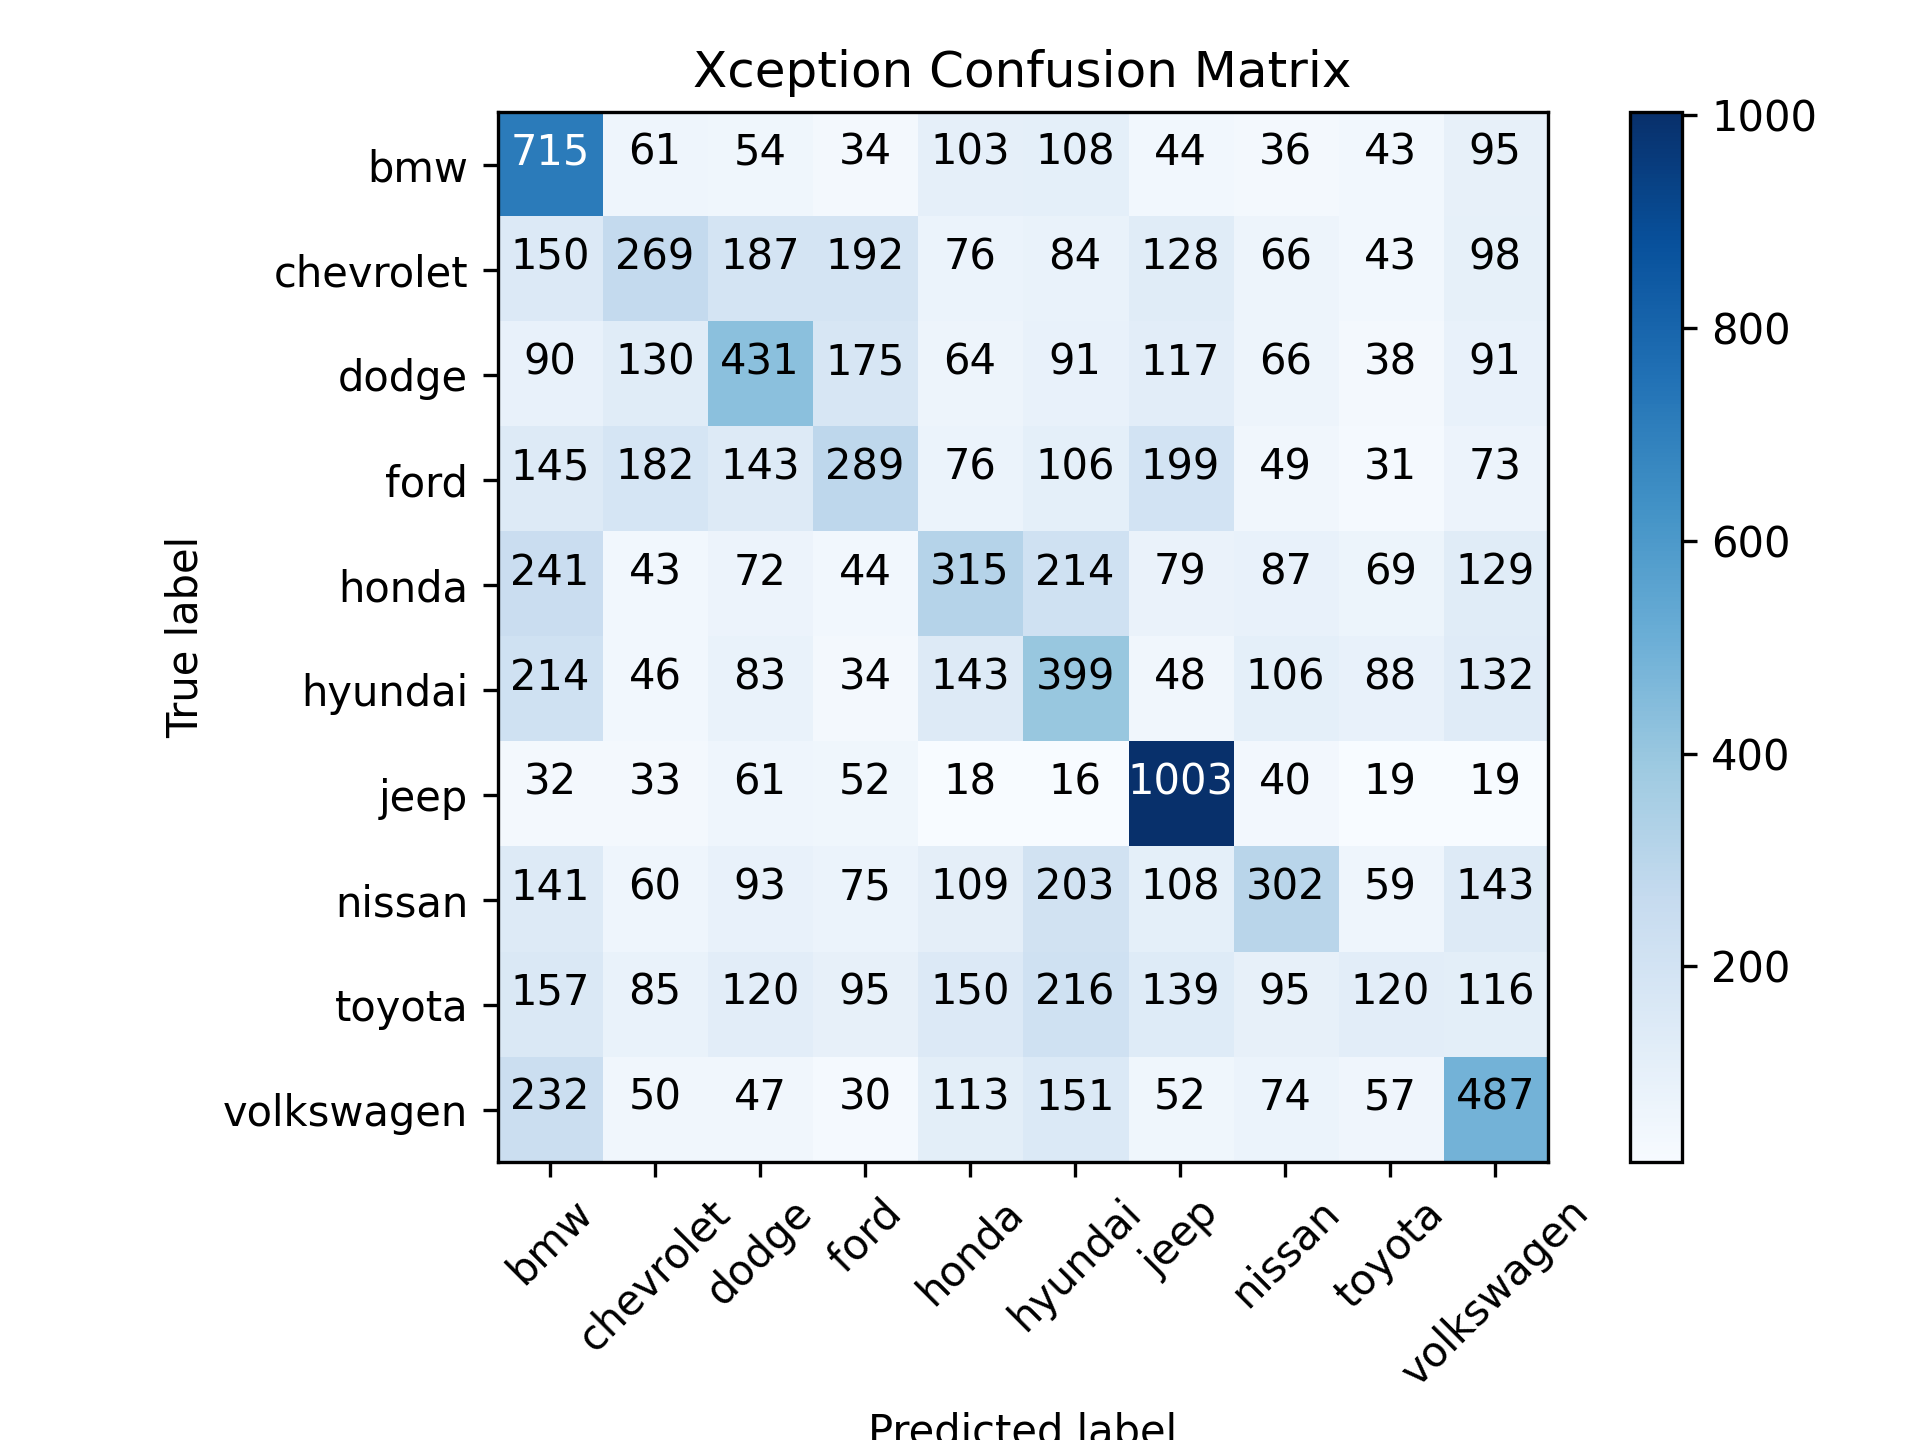 Xception Confusion Matrix
bmw 715 61 54 34 103 108 44 36 43 95
chevrolet 150 269 187 192 76 84 128 66 43 98
dodge 90 130 431 175 64 91 117 66 38 91
ford 145 182 143 289 76 106 199 49 31 73
honda 241 43 72 44 315 214 79 87 69 129
hyundai 214 46 83 34 143 399 48 106 88 132
jeep 32 33 61 52 18 16 1003 40 19 19
nissan 141 60 93 75 109 203 108 302 59 143
toyota 157 85 120 95 150 216 139 95 120 116
volkswagen 232 50 47 30 113 151 52 74 57 487
True label
bmw chevrolet dodge ford honda hyundai jeep nissan toyota volkswagen
Predicted label
1000
800
600
400
200